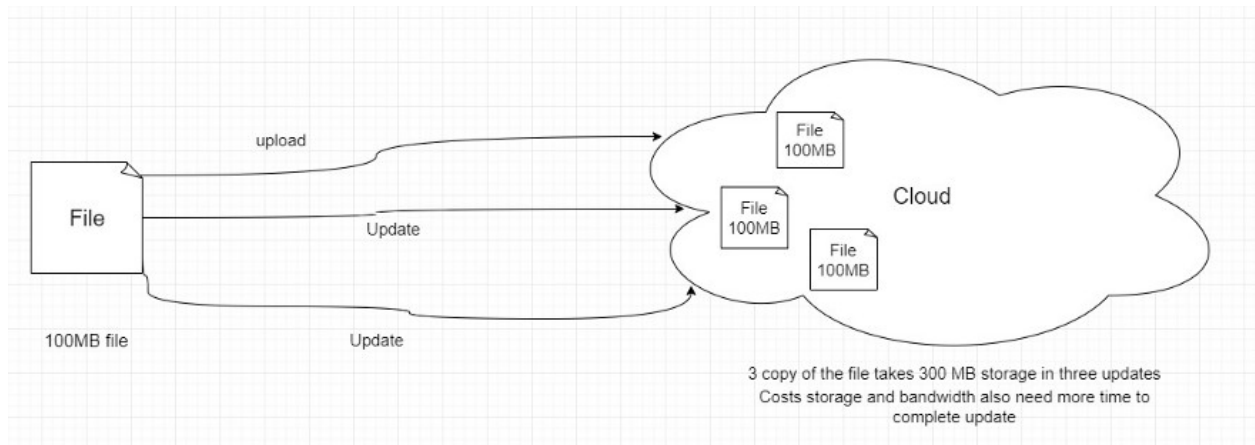 upload
File
Update
100MB file
Update
File
100MB
File
100MB
File
100MB
Cloud
3 copy of the file takes 300 MB storage in three updates
Costs storage and bandwidth also need more time to
complete update